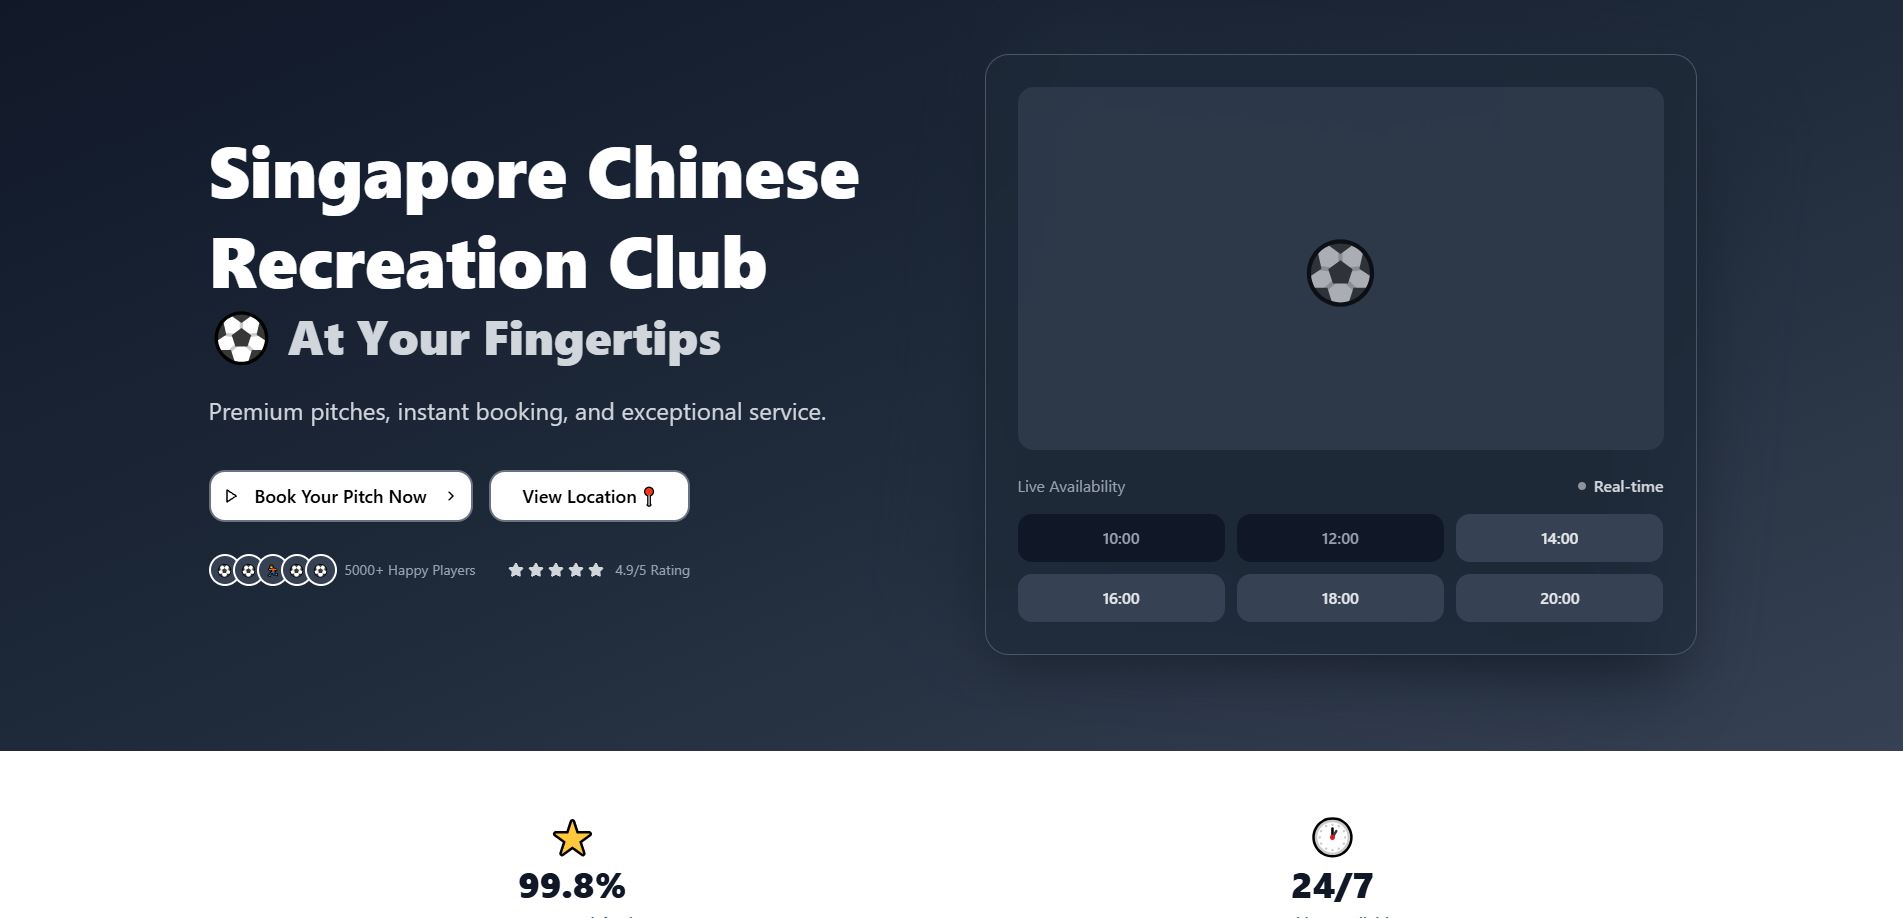 Singapore Chinese
Recreation Club
At Your Fingertips
Premium pitches, instant booking, and exceptional service.
Book Your Pitch Now
View Location
5000+ Happy Players
4.9/5 Rating
Live Availability
Real-time
10:00
12:00
14:00
16:00
18:00
20:00
99.8%
24/7